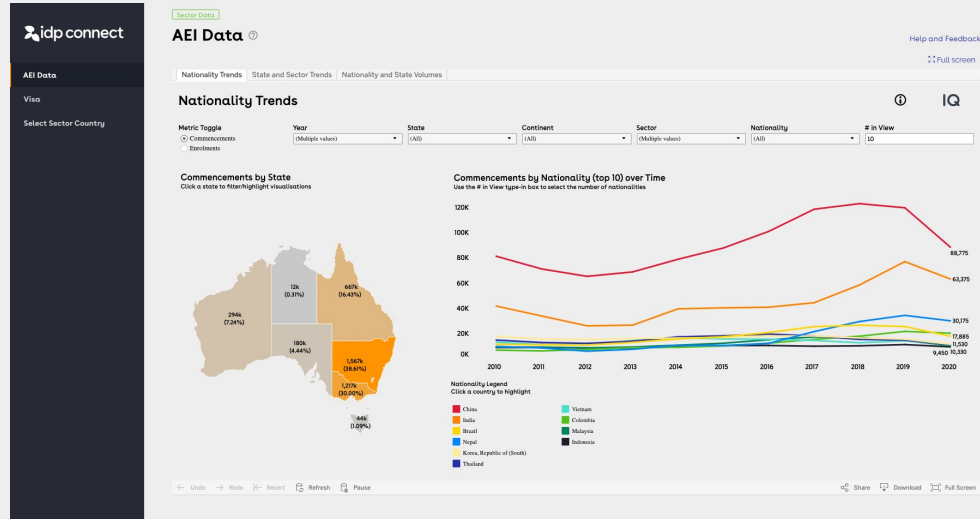 idp connect
AEI Data
Visa
Select Sector Country
Sector Data
AEI Data
Help and Feedback
Full screen
Nationality Trends State and Sector Trends Nationality and State Volumes
Nationality Trends
IQ
Metric Toggle Year State Continent Sector Nationality # in View
Commencements (Multiple values) (All) (All) (Multiple values) (All) 10
Enrolments
Commencements by State
Click a state to filter/highlight visualisations
12k
(0.31%)
667k
(16.43%)
294k
(7.24%)
180k
(4.44%)
1,567k
(38.61%)
1,217k
(30.00%)
44k
(1.09%)
Commencements by Nationality (top 10) over Time
Use the # in View type-in box to select the number of nationalities
120K
100K
80K
60K
40K
20K
0K
88,775
63,375
30,175
17,885
11,530
9,450 10,330
2010 2011 2012 2013 2014 2015 2016 2017 2018 2019 2020
Nationality Legend
Click a country to highlight
China Vietnam
India Colombia
Brazil Malaysia
Nepal Indonesia
Korea, Republic of (South)
Thailand
Undo Redo Revert Refresh Pause Share Download Full Screen